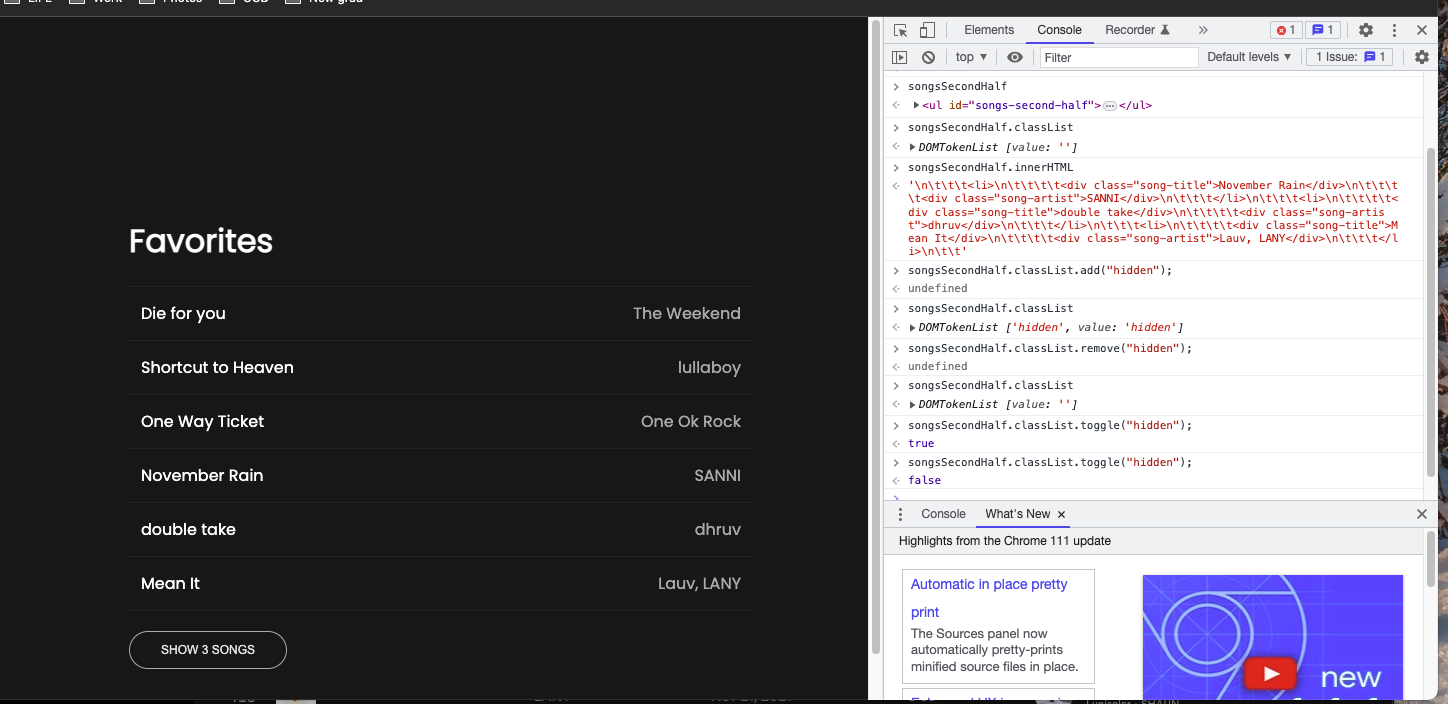 LIFE Work Photos OCB New grad
Elements Console Recorder 1 1
top Filter Default levels 1 Issue: 1
songsSecondHalf
<ul id="songs-second-half">…</ul>
songsSecondHalf.classList
DOMTokenList [value: '']
songsSecondHalf.innerHTML
'\n\t\t\t<li>\n\t\t\t\t<div class="song-title">November Rain</div>\n\t\t\t
\t<div class="song-artist">SANNI</div>\n\t\t\t</li>\n\t\t\t<li>\n\t\t\t\t<
div class="song-title">double take</div>\n\t\t\t\t<div class="song-artis
t">dhruv</div>\n\t\t\t</li>\n\t\t\t<li>\n\t\t\t\t<div class="song-title">M
ean It</div>\n\t\t\t\t<div class="song-artist">Lauv, LANY</div>\n\t\t\t</l
i>\n\t\t'
songsSecondHalf.classList.add("hidden");
undefined
songsSecondHalf.classList
DOMTokenList ['hidden', value: 'hidden']
songsSecondHalf.classList.remove("hidden");
undefined
songsSecondHalf.classList
DOMTokenList [value: '']
songsSecondHalf.classList.toggle("hidden");
true
songsSecondHalf.classList.toggle("hidden");
false
Favorites
Die for you The Weekend
Shortcut to Heaven lullaboy
One Way Ticket One Ok Rock
November Rain SANNI
double take dhruv
Mean It Lauv, LANY
SHOW 3 SONGS
Console What's New
Highlights from the Chrome 111 update
Automatic in place pretty
print
The Sources panel now
automatically pretty-prints
minified source files in place.
new